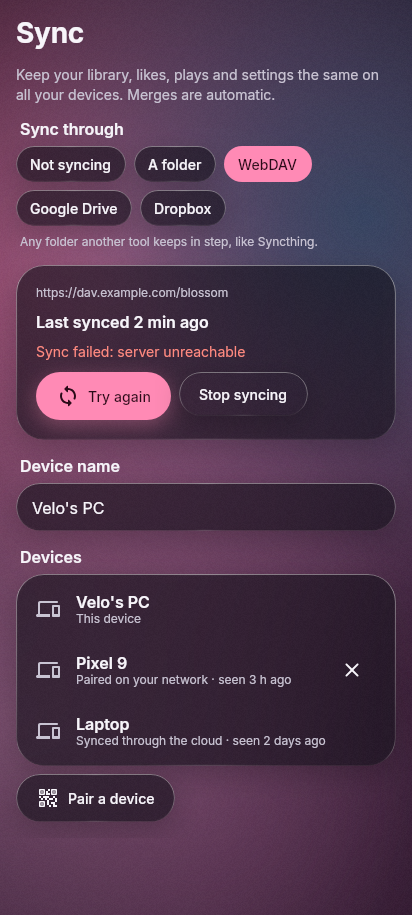 Sync
Keep your library, likes, plays and settings the same on
all your devices. Merges are automatic.
Sync through
Not syncing
A folder
WebDAV
Google Drive
Dropbox
Any folder another tool keeps in step, like Syncthing.
https://dav.example.com/blossom
Last synced 2 min ago
Sync failed: server unreachable
Try again
Stop syncing
Device name
Velo's PC
Devices
Velo's PC
This device
Pixel 9
Paired on your network · seen 3 h ago
Laptop
Synced through the cloud · seen 2 days ago
Pair a device